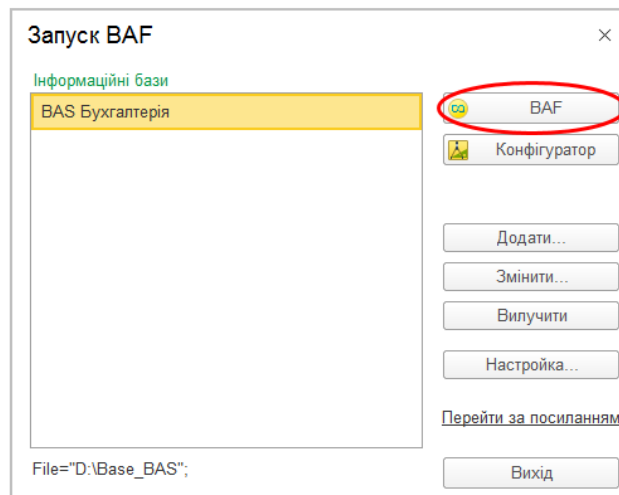 Запуск BAF
Інформаційні бази
BAS Бухгалтерія
BAF
Конфігуратор
Додати...
Змінити...
Вилучити
Настройка...
Перейти за посиланням
File="D:\Base_BAS";
Вихід